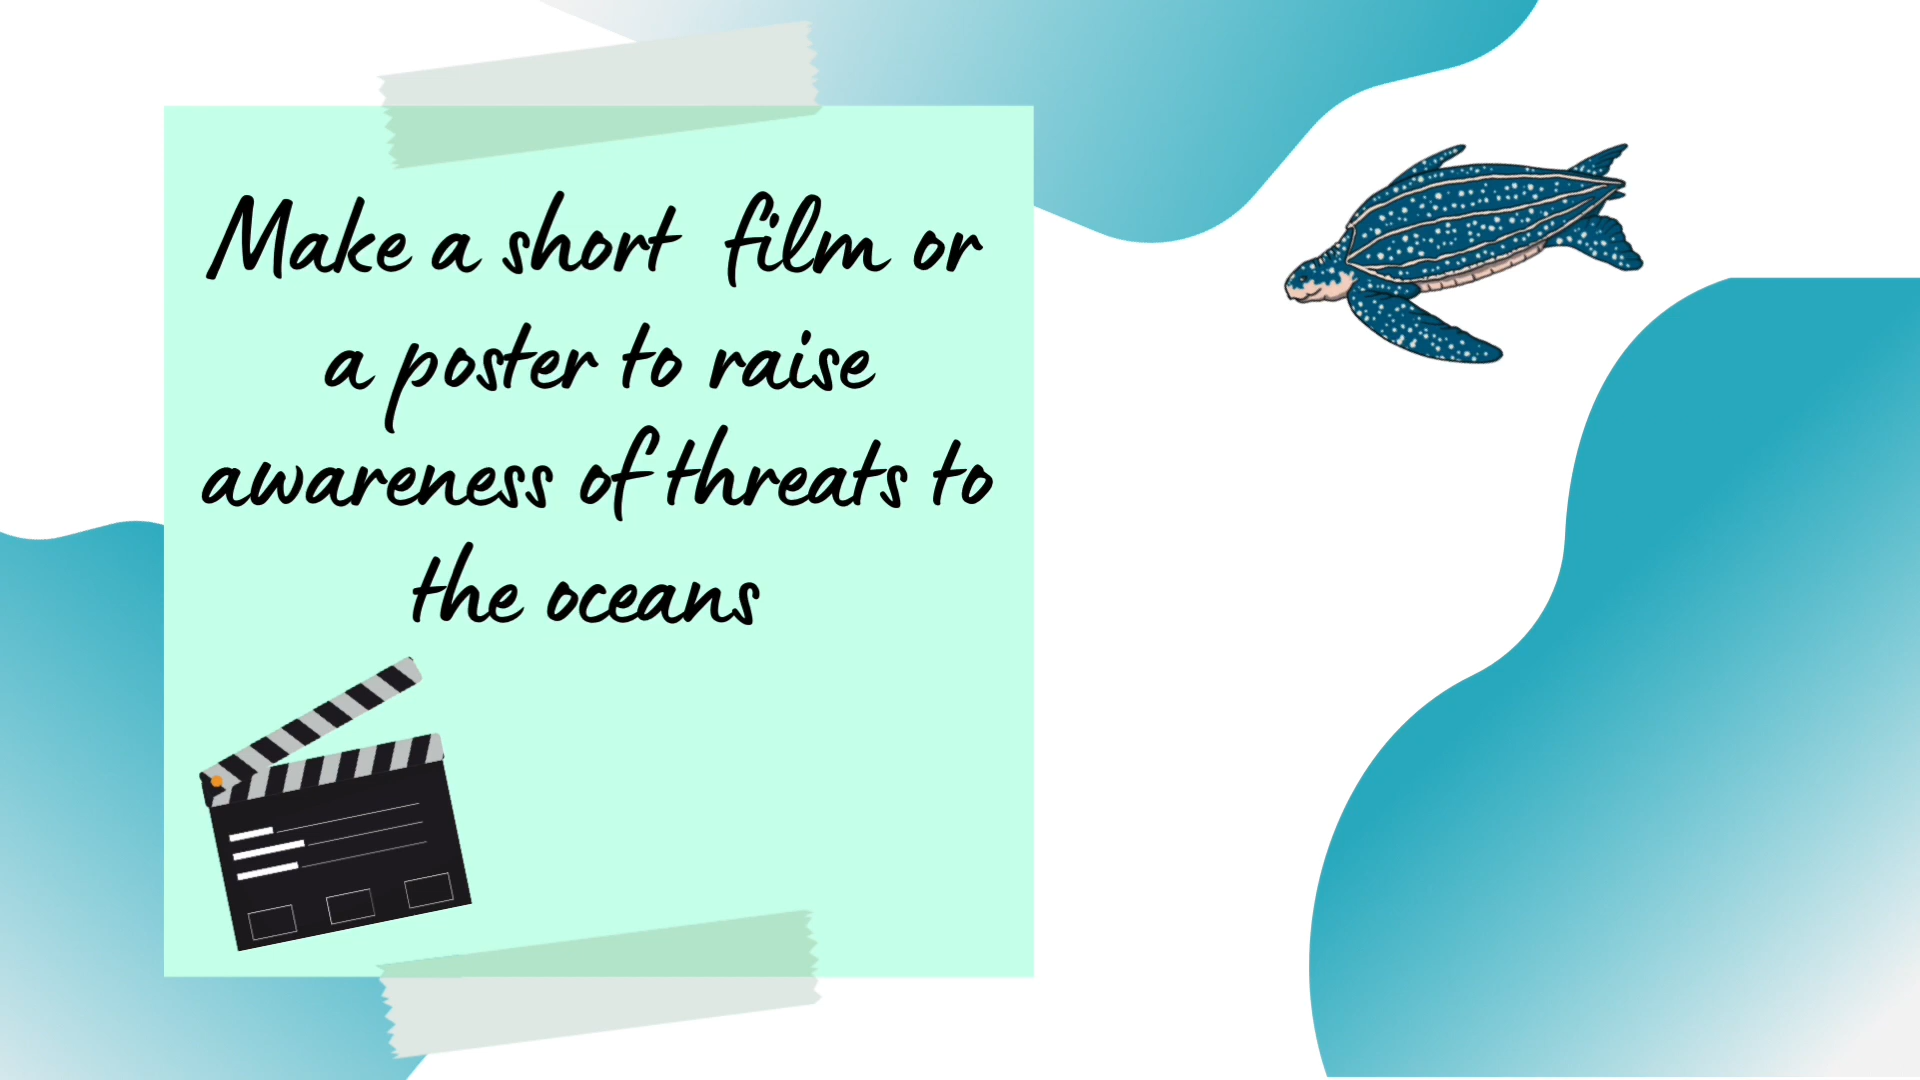 Make a short film or
a poster to raise
awareness of threats to
the oceans